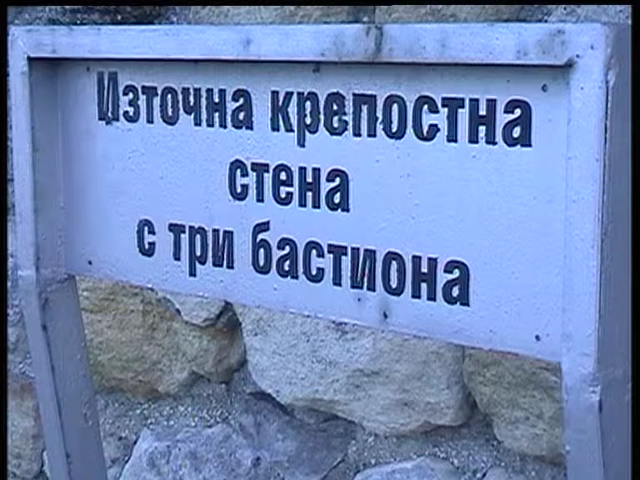 Източна крепостна
стена
с три бастиона